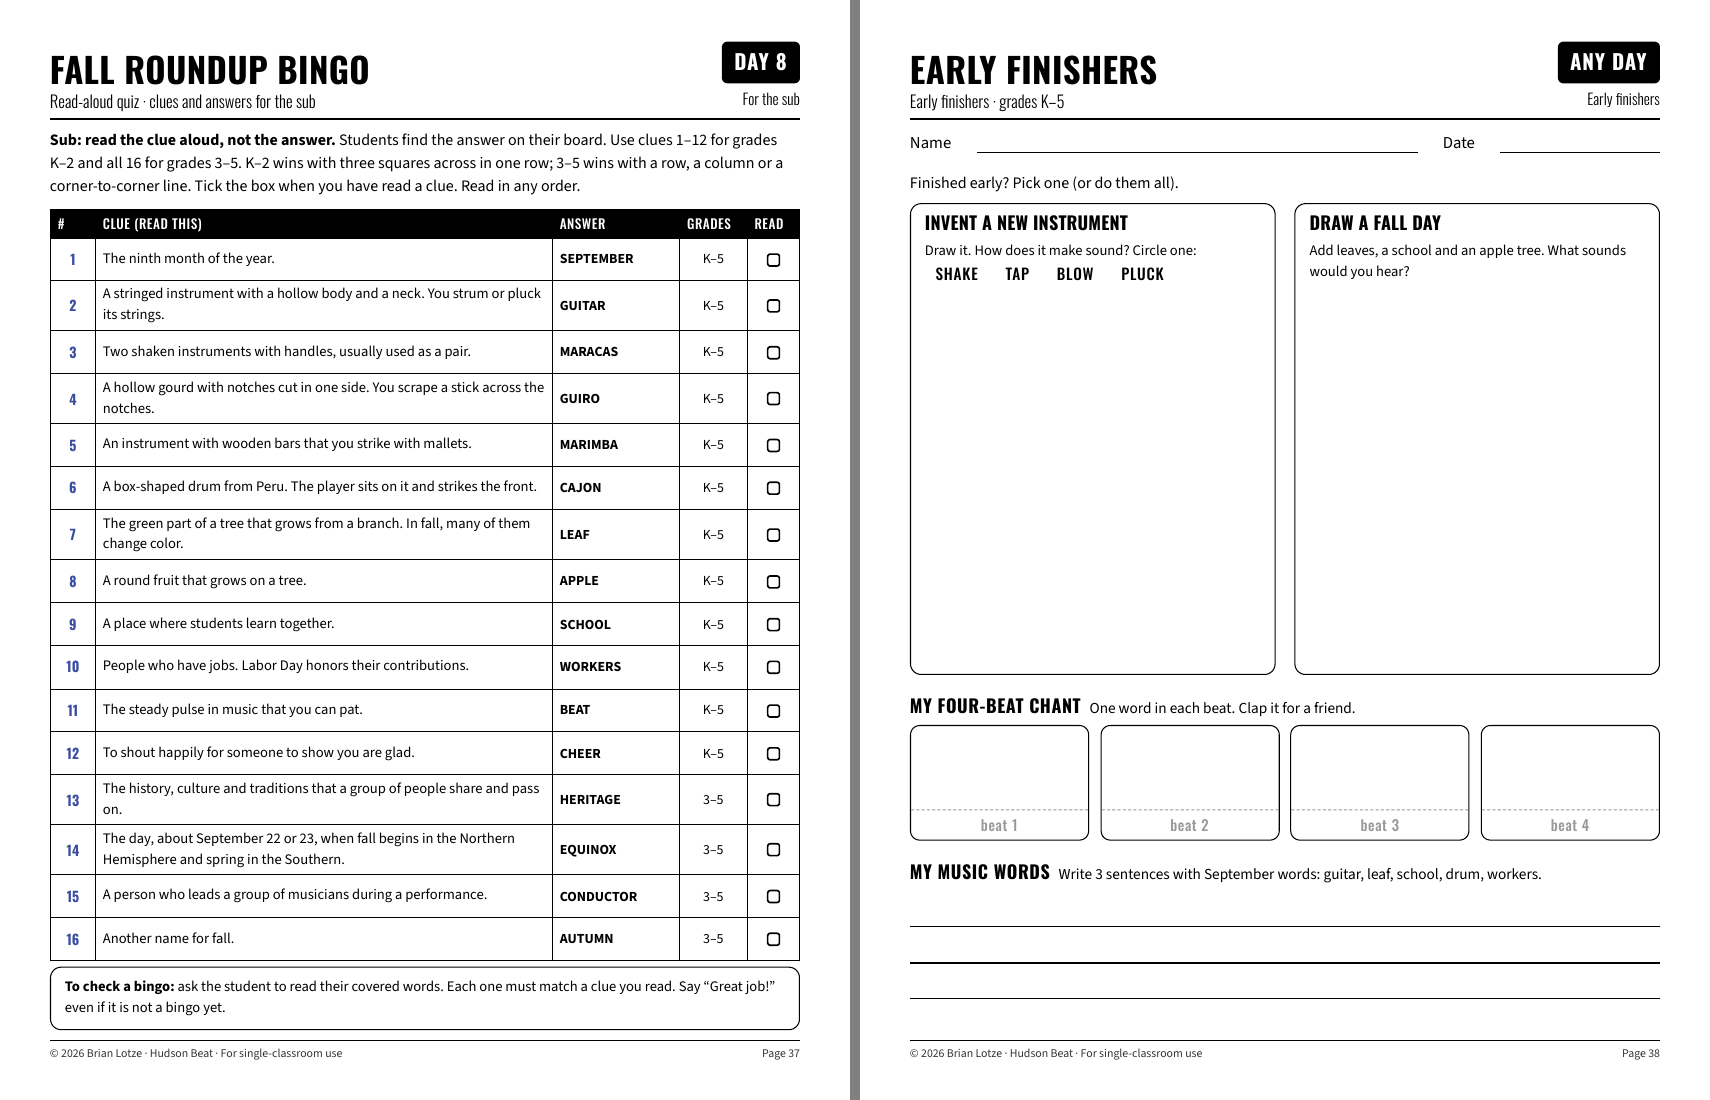 FALL ROUNDUP BINGO
DAY 8
Read-aloud quiz · clues and answers for the sub
For the sub
Sub: read the clue aloud, not the answer. Students find the answer on their board. Use clues 1–12 for grades
K–2 and all 16 for grades 3–5. K–2 wins with three squares across in one row; 3–5 wins with a row, a column or a
corner-to-corner line. Tick the box when you have read a clue. Read in any order.
# CLUE (READ THIS) ANSWER GRADES READ
1 The ninth month of the year. SEPTEMBER K–5
2 A stringed instrument with a hollow body and a neck. You strum or pluck
its strings. GUITAR K–5
3 Two shaken instruments with handles, usually used as a pair. MARACAS K–5
4 A hollow gourd with notches cut in one side. You scrape a stick across the
notches. GUIRO K–5
5 An instrument with wooden bars that you strike with mallets. MARIMBA K–5
6 A box-shaped drum from Peru. The player sits on it and strikes the front. CAJON K–5
7 The green part of a tree that grows from a branch. In fall, many of them
change color. LEAF K–5
8 A round fruit that grows on a tree. APPLE K–5
9 A place where students learn together. SCHOOL K–5
10 People who have jobs. Labor Day honors their contributions. WORKERS K–5
11 The steady pulse in music that you can pat. BEAT K–5
12 To shout happily for someone to show you are glad. CHEER K–5
13 The history, culture and traditions that a group of people share and pass
on. HERITAGE 3–5
14 The day, about September 22 or 23, when fall begins in the Northern
Hemisphere and spring in the Southern. EQUINOX 3–5
15 A person who leads a group of musicians during a performance. CONDUCTOR 3–5
16 Another name for fall. AUTUMN 3–5
To check a bingo: ask the student to read their covered words. Each one must match a clue you read. Say “Great job!”
even if it is not a bingo yet.
© 2026 Brian Lotze · Hudson Beat · For single-classroom use
Page 37
EARLY FINISHERS
ANY DAY
Early finishers · grades K–5
Early finishers
Name Date
Finished early? Pick one (or do them all).
INVENT A NEW INSTRUMENT
Draw it. How does it make sound? Circle one:
SHAKE TAP BLOW PLUCK
DRAW A FALL DAY
Add leaves, a school and an apple tree. What sounds
would you hear?
MY FOUR-BEAT CHANT One word in each beat. Clap it for a friend.
beat 1 beat 2 beat 3 beat 4
MY MUSIC WORDS Write 3 sentences with September words: guitar, leaf, school, drum, workers.
© 2026 Brian Lotze · Hudson Beat · For single-classroom use
Page 38